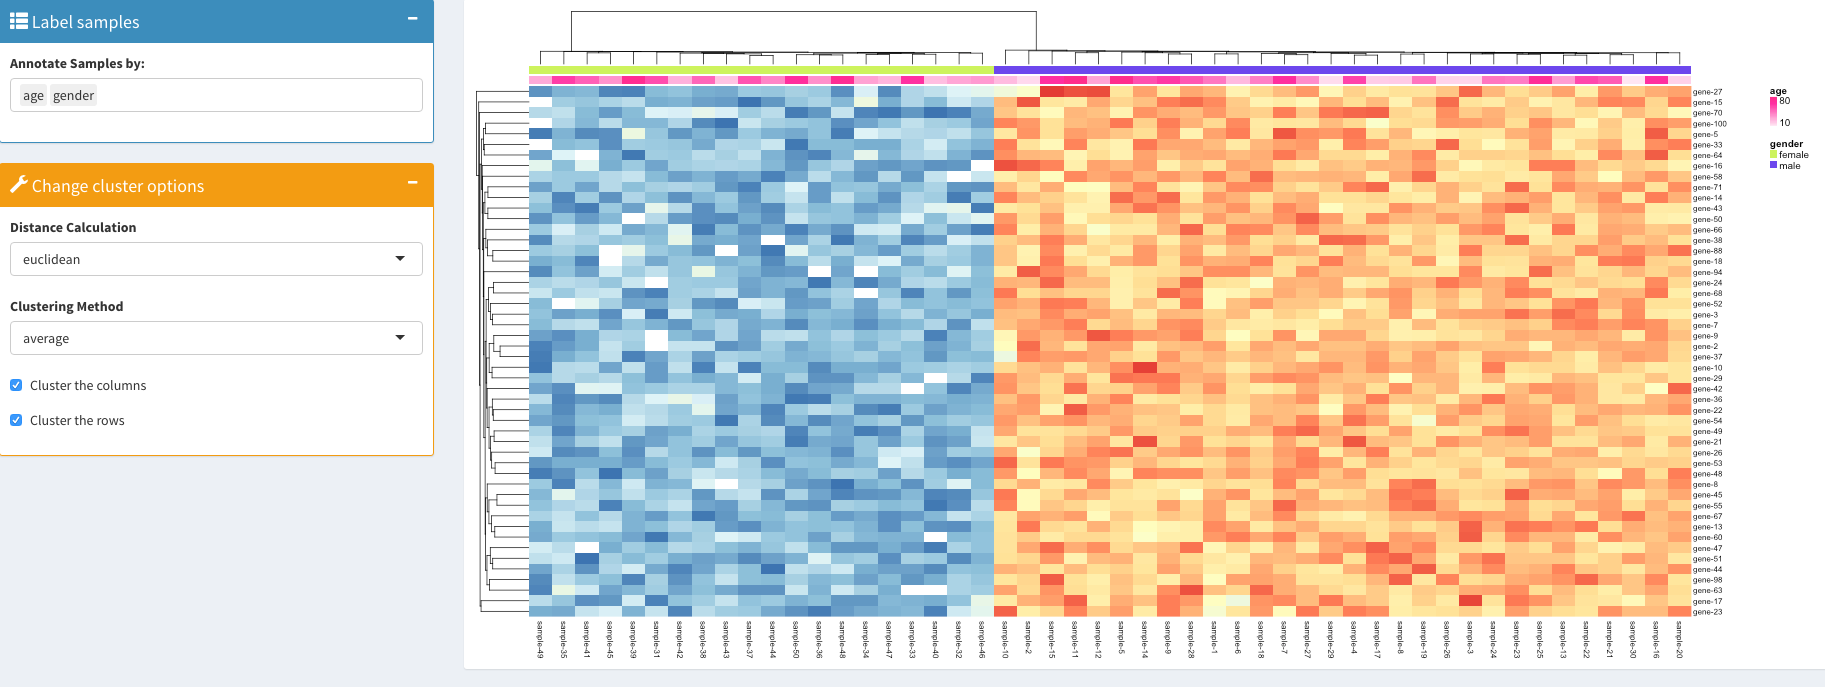 Label samples
Annotate Samples by:
age gender
Change cluster options
Distance Calculation
euclidean
Clustering Method
average
Cluster the columns
Cluster the rows
gene-27
gene-15
gene-70
gene-100
gene-5
gene-33
gene-64
gene-16
gene-58
gene-71
gene-14
gene-43
gene-50
gene-66
gene-38
gene-88
gene-18
gene-94
gene-24
gene-68
gene-52
gene-3
gene-7
gene-9
gene-2
gene-37
gene-10
gene-29
gene-42
gene-36
gene-22
gene-54
gene-49
gene-21
gene-26
gene-53
gene-48
gene-8
gene-45
gene-55
gene-67
gene-13
gene-60
gene-47
gene-51
gene-44
gene-98
gene-63
gene-17
gene-23
sample-49
sample-35
sample-41
sample-45
sample-39
sample-31
sample-42
sample-38
sample-43
sample-37
sample-44
sample-50
sample-36
sample-48
sample-34
sample-47
sample-33
sample-40
sample-32
sample-46
sample-10
sample-2
sample-15
sample-11
sample-12
sample-5
sample-14
sample-9
sample-28
sample-1
sample-6
sample-18
sample-7
sample-27
sample-29
sample-4
sample-17
sample-8
sample-19
sample-26
sample-3
sample-24
sample-23
sample-25
sample-13
sample-22
sample-21
sample-30
sample-16
sample-20
age
80
10
gender
female
male